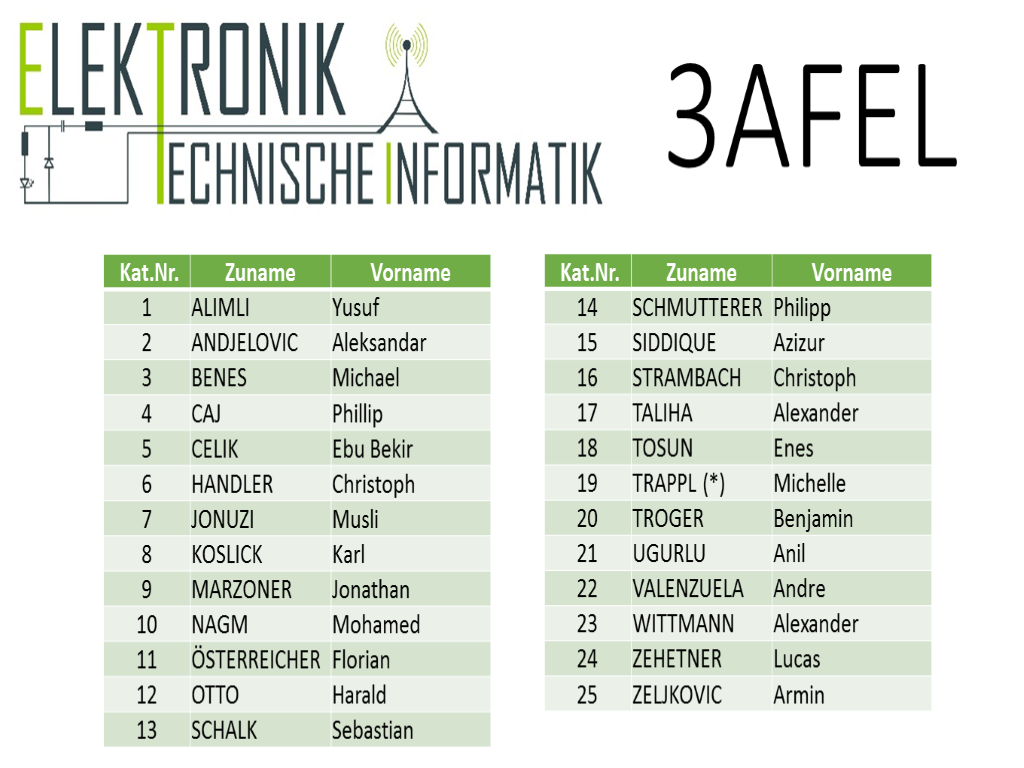 ELEKTRONIK
TECHNISCHE INFORMATIK
3AFEL
Kat.Nr. Zuname Vorname
1 ALIMLI Yusuf
2 ANDJELOVIC Aleksandar
3 BENES Michael
4 CAJ Phillip
5 CELIK Ebu Bekir
6 HANDLER Christoph
7 JONUZI Musli
8 KOSLICK Karl
9 MARZONER Jonathan
10 NAGM Mohamed
11 ÖSTERREICHER Florian
12 OTTO Harald
13 SCHALK Sebastian
Kat.Nr. Zuname Vorname
14 SCHMUTTERER Philipp
15 SIDDIQUE Azizur
16 STRAMBACH Christoph
17 TALIHA Alexander
18 TOSUN Enes
19 TRAPPL (*) Michelle
20 TROGER Benjamin
21 UGURLU Anil
22 VALENZUELA Andre
23 WITTMANN Alexander
24 ZEHETNER Lucas
25 ZELJKOVIC Armin